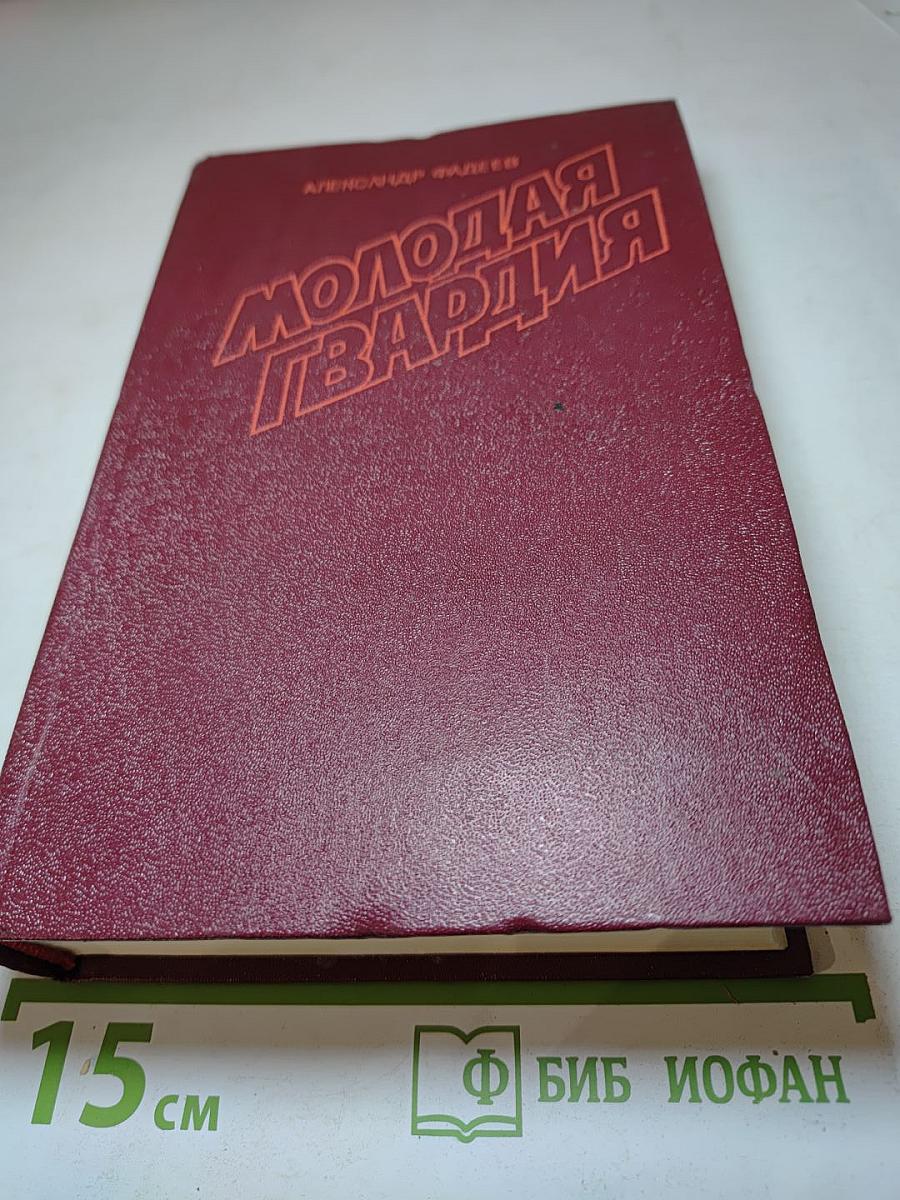 АЛЕКСАНДР ФАДЕЕВ
МОЛОДАЯ
ГВАРДИЯ
15 см
Ф БИБ ИОФАН